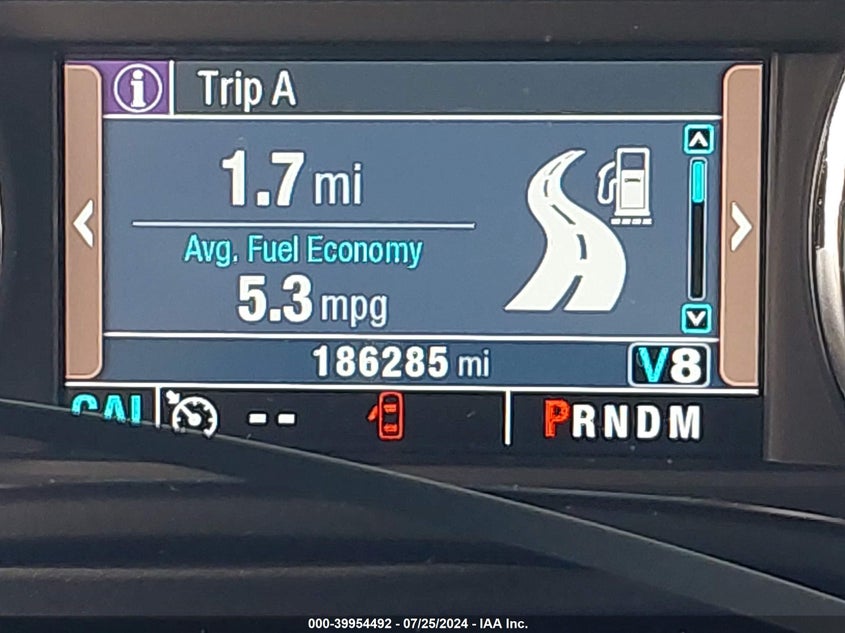 i Trip A
1.7 mi
Avg. Fuel Economy
5.3 mpg
186285 mi V8
CAL -- PRNDM
000-39954492 - 07/25/2024 - IAA Inc.